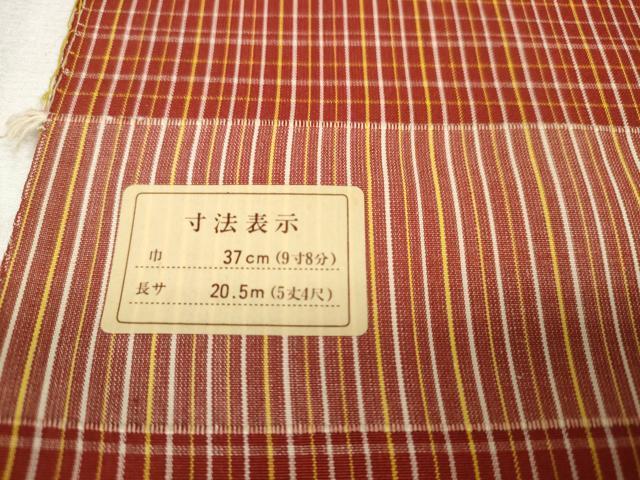 寸法表示
巾 37cm(9寸8分)
長サ 20.5m(5丈4尺)